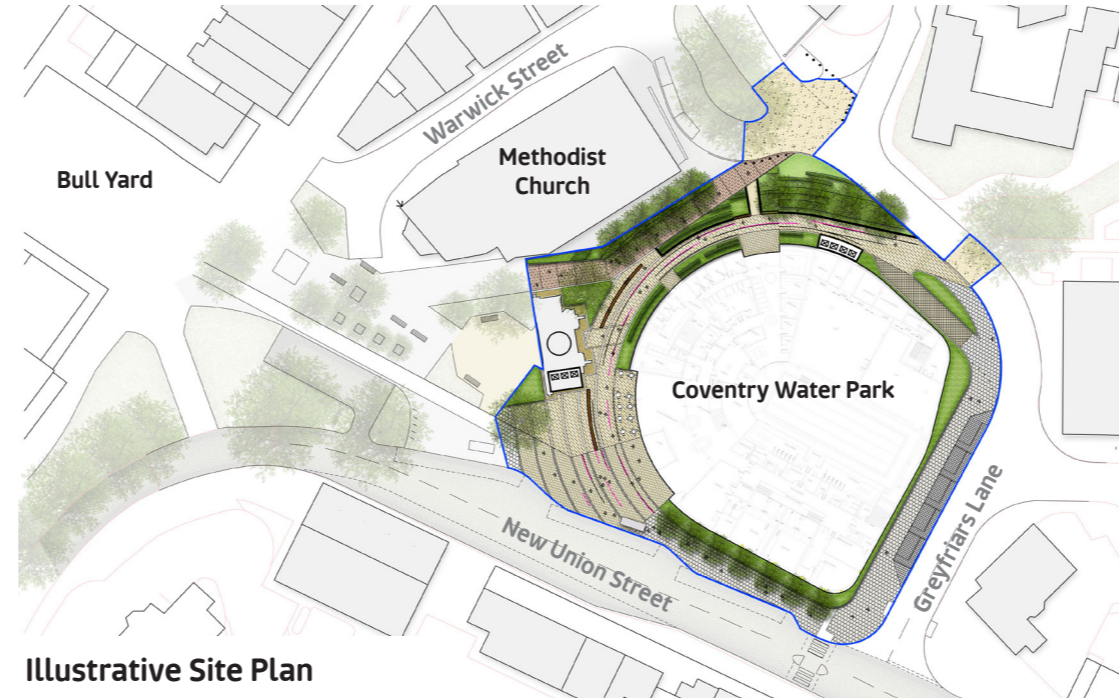 Warwick Street
Methodist
Church
Bull Yard
Coventry Water Park
New Union Street
Greyfriars Lane
Illustrative Site Plan